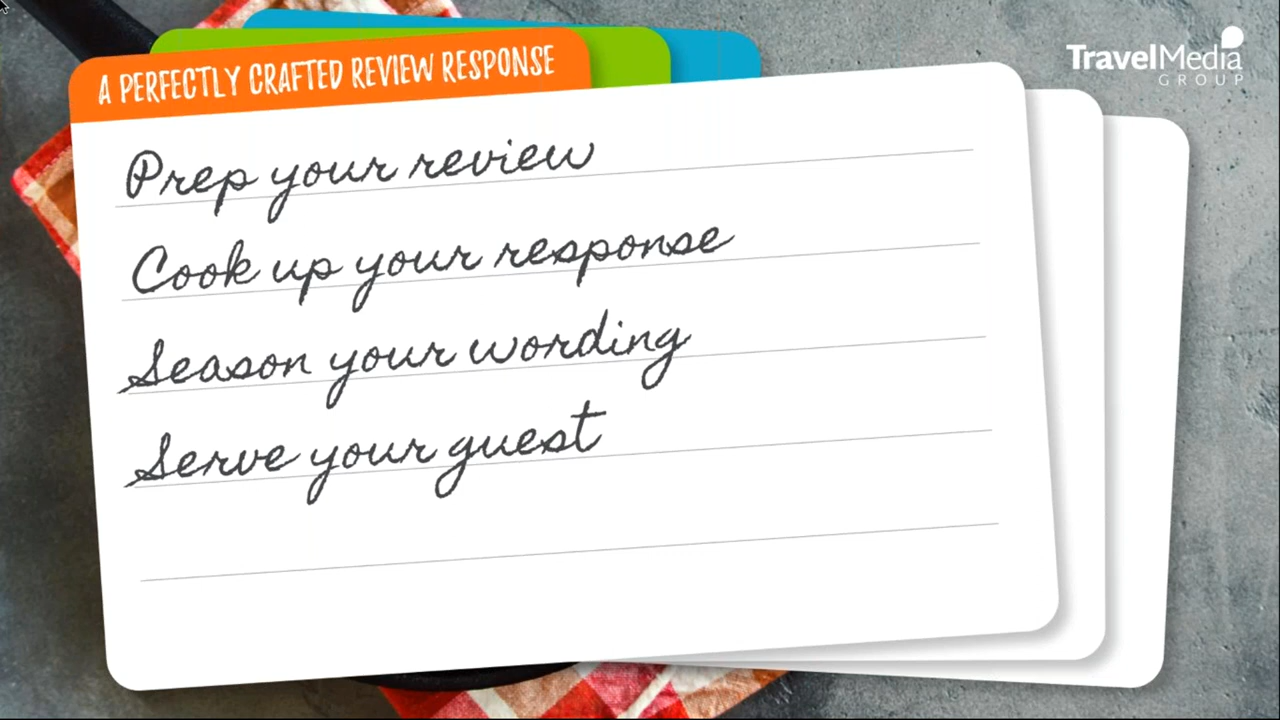 A PERFECTLY CRAFTED REVIEW RESPONSE
TravelMedia
GROUP
Prep your review
Cook up your response
Season your wording
Serve your guest